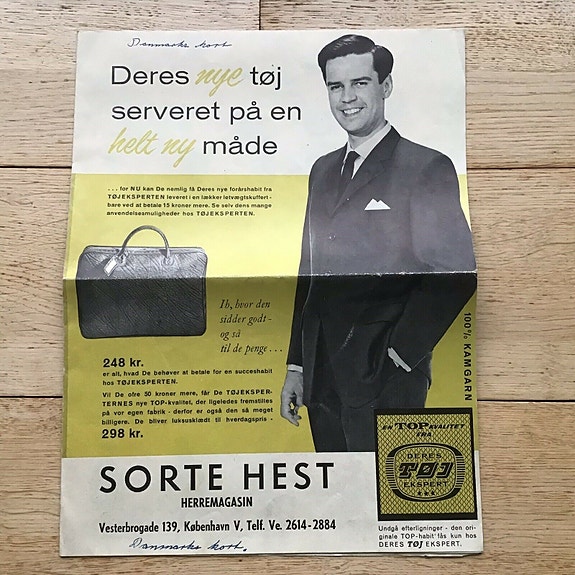 Danmarks kort
Deres nye tøj
serveret på en
helt ny måde
... for NU kan De nemlig få Deres nye forårshabit fra
TØJEKSPERTEN leveret i en lækker letvægtskuffert -
bare ved at betale 15 kroner mere. Se selv dens mange
anvendelsesmuligheder hos TØJEKSPERTEN.
Ih, hvor den
sidder godt -
og så
til de penge . . .
248 kr.
er alt, hvad De behøver at betale for en succeshabit
hos TØJEKSPERTEN.
Vil De ofre 50 kroner mere, får De TØJEKSPER-
TERNES nye TOP-kvalitet, der ligeledes fremstilles
på vor egen fabrik - derfor er også den så meget
billigere. De bliver luksusklædt til hverdagspris -
298 kr.
100% KAMGARN
EN TOP KVALITET
FRA
DERES
TØJ
EKSPERT
Undgå efterligninger - den ori-
ginale TOP-habit fås kun hos
DERES TØJ EKSPERT.
SORTE HEST
HERREMAGASIN
Vesterbrogade 139, København V, Telf. Ve. 2614 - 2884
Danmarks kort.